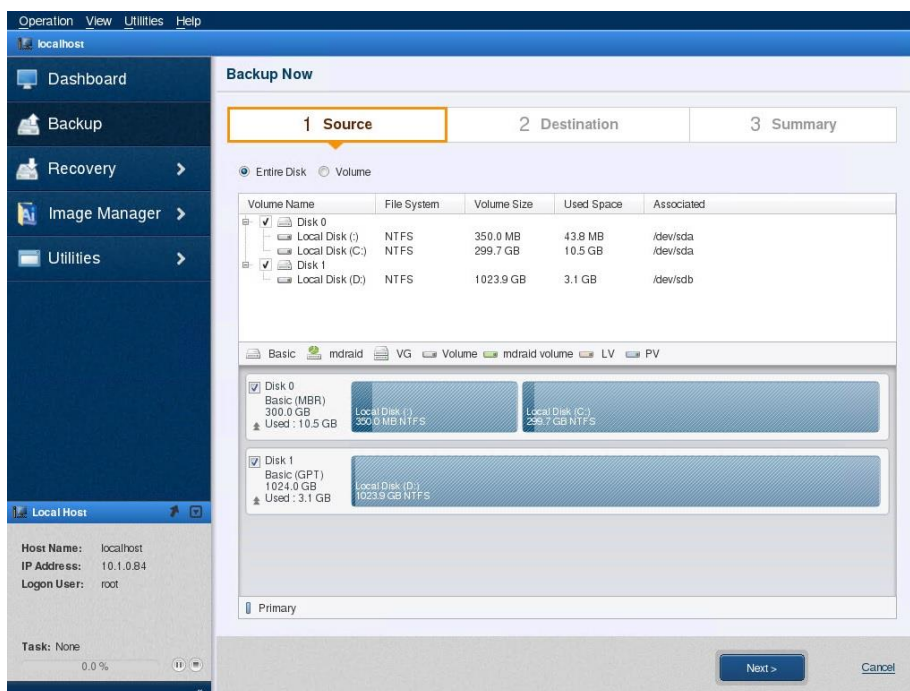 Operation View Utilities Help
localhost
Dashboard
Backup
Recovery
Image Manager
Utilities
Backup Now
1 Source 2 Destination 3 Summary
Entire Disk Volume
Volume Name File System Volume Size Used Space Associated
Disk 0
Local Disk (:) NTFS 350.0 MB 43.8 MB /dev/sda
Local Disk (C:) NTFS 299.7 GB 10.5 GB /dev/sda
Disk 1
Local Disk (D:) NTFS 1023.9 GB 3.1 GB /dev/sdb
Basic mdraid VG Volume mdraid volume LV PV
Disk 0
Basic (MBR)
300.0 GB
Used : 10.5 GB
Local Disk (:)
350.0 MB NTFS
Local Disk (C:)
299.7 GB NTFS
Disk 1
Basic (GPT)
1024.0 GB
Used : 3.1 GB
Local Disk (D:)
1023.9 GB NTFS
Primary
Local Host
Host Name: localhost
IP Address: 10.1.0.84
Logon User: root
Task: None
0.0 %
Next >
Cancel